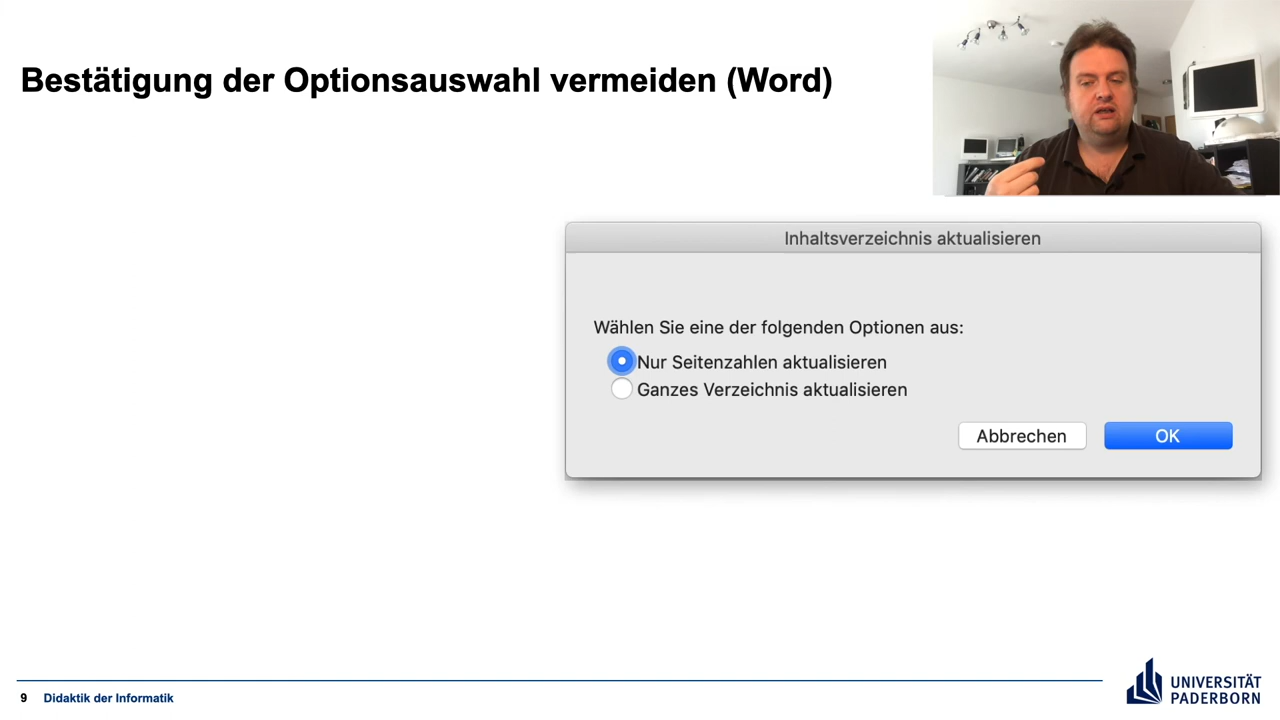 Bestätigung der Optionsauswahl vermeiden (Word)
Inhaltsverzeichnis aktualisieren
Wählen Sie eine der folgenden Optionen aus:
Nur Seitenzahlen aktualisieren
Ganzes Verzeichnis aktualisieren
Abbrechen
OK
9
Didaktik der Informatik
UNIVERSITÄT
PADERBORN